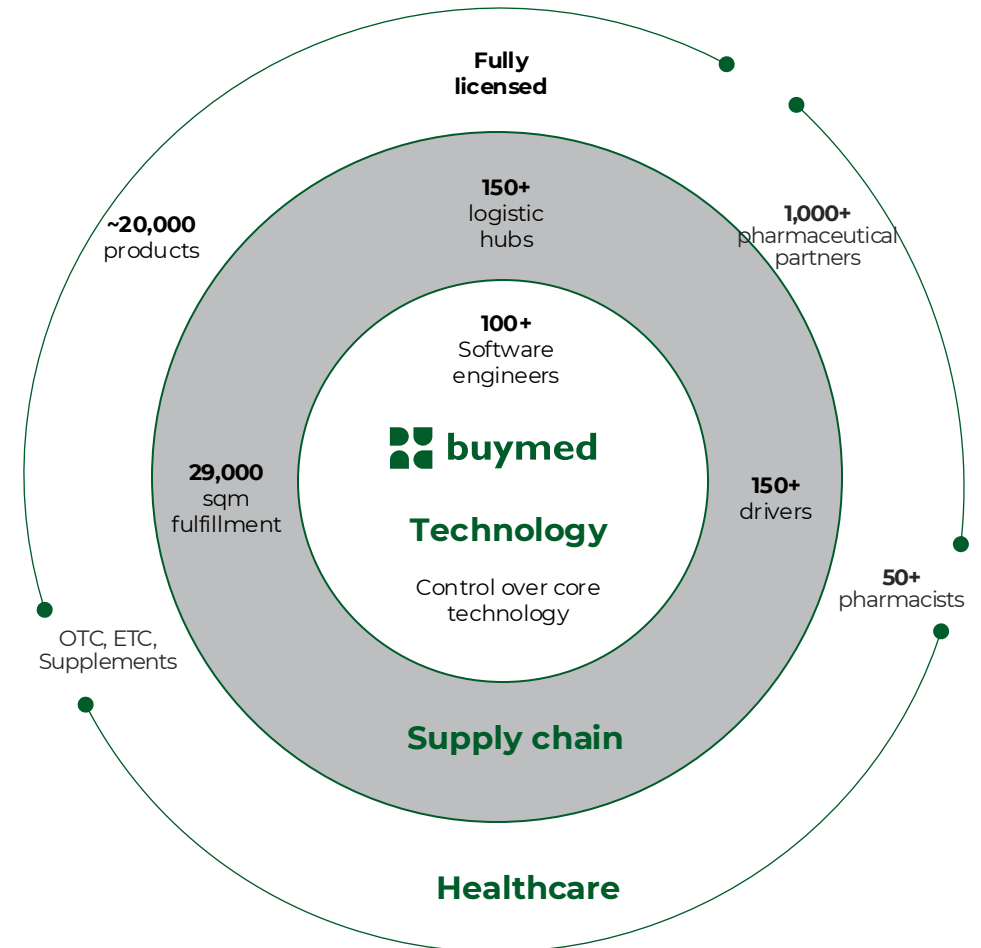 Fully
licensed
~20,000
products
1,000+
pharmaceutical
partners
150+
logistic
hubs
100+
Software
engineers
buymed
29,000
sqm
fulfillment
150+
drivers
Technology
Control over core
technology
50+
pharmacists
OTC, ETC,
Supplements
Supply chain
Healthcare